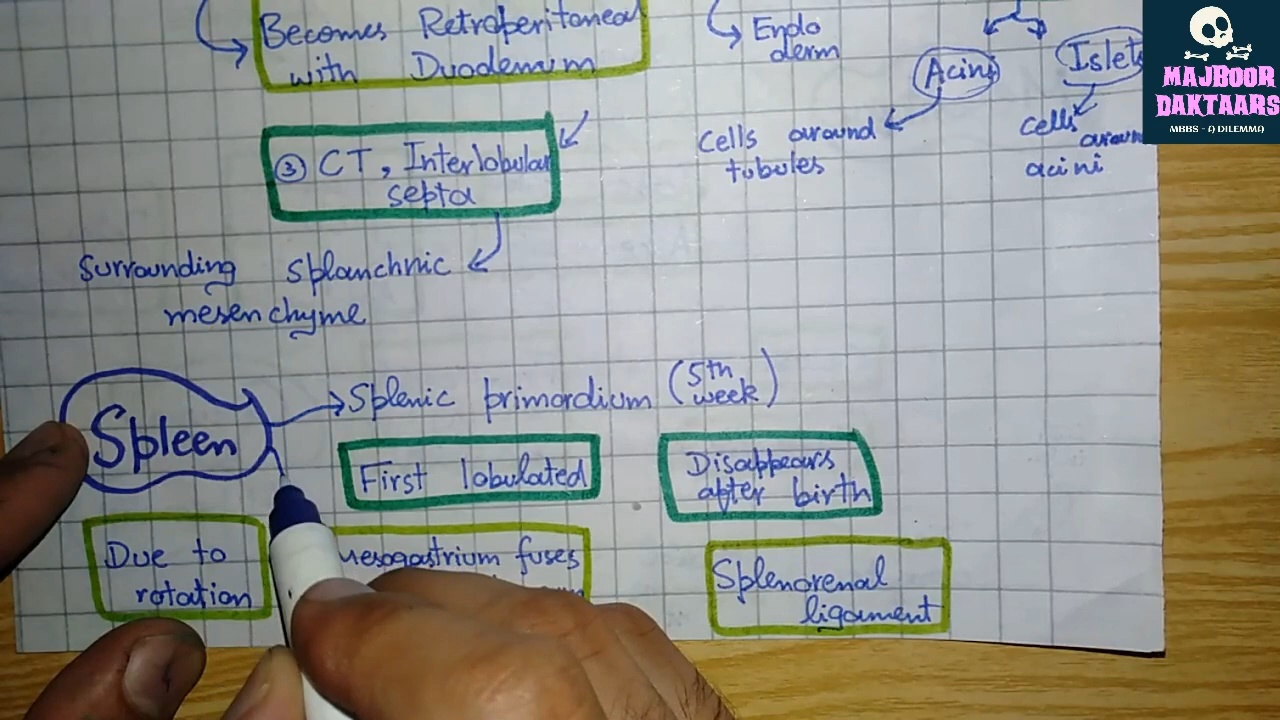 Becomes Retroperitoneal
with Duodenum
Endo
derm
Acini
Islets
Cells around
tubules
Cells
around
acini
③ CT, Interlobular
septa
Surrounding splanchnic
mesenchyme
Spleen
Splenic primordium (5th
week)
First lobulated
Disappears
after birth
Due to
rotation
mesogastrium fuses
Splenorenal
ligament
MAJBOOR
DAKTAARS
MBBS - A DILEMMA